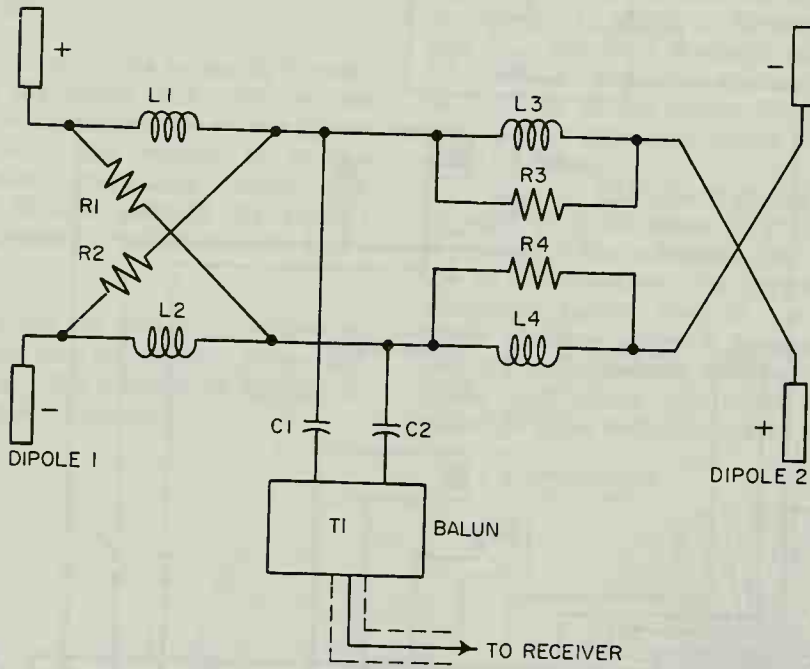 +
-
L1
L3
R1
R3
R2
R4
L2
L4
-
+
DIPOLE 1
DIPOLE 2
C1
C2
T1
BALUN
TO RECEIVER